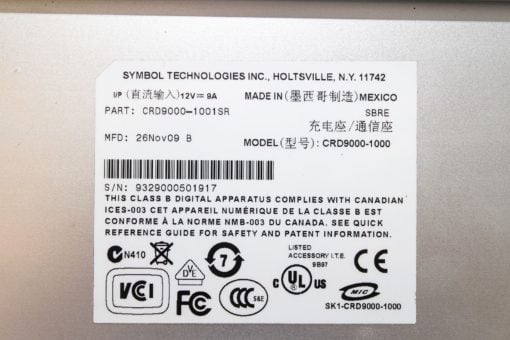 SYMBOL TECHNOLOGIES INC., HOLTSVILLE, N.Y. 11742
I/P (直流输入) 12V⎓ 9A MADE IN (墨西哥制造) MEXICO
PART: CRD9000-1001SR SBRE
充电座/通信座
MFD: 26Nov09 B MODEL (型号): CRD9000-1000
S/N: 9329000501917
THIS CLASS B DIGITAL APPARATUS COMPLIES WITH CANADIAN
ICES-003 CET APPAREIL NUMÉRIQUE DE LA CLASSE B EST
CONFORME À LA NORME NMB-003 DU CANADA. SEE QUICK
REFERENCE GUIDE FOR SAFETY AND PATENT INFORMATION.
N410
DVE
7
LISTED
ACCESSORY I.T.E.
9B97
CE
VCI
FC
CCC S&E
C UL US
MIC
SK1-CRD9000-1000